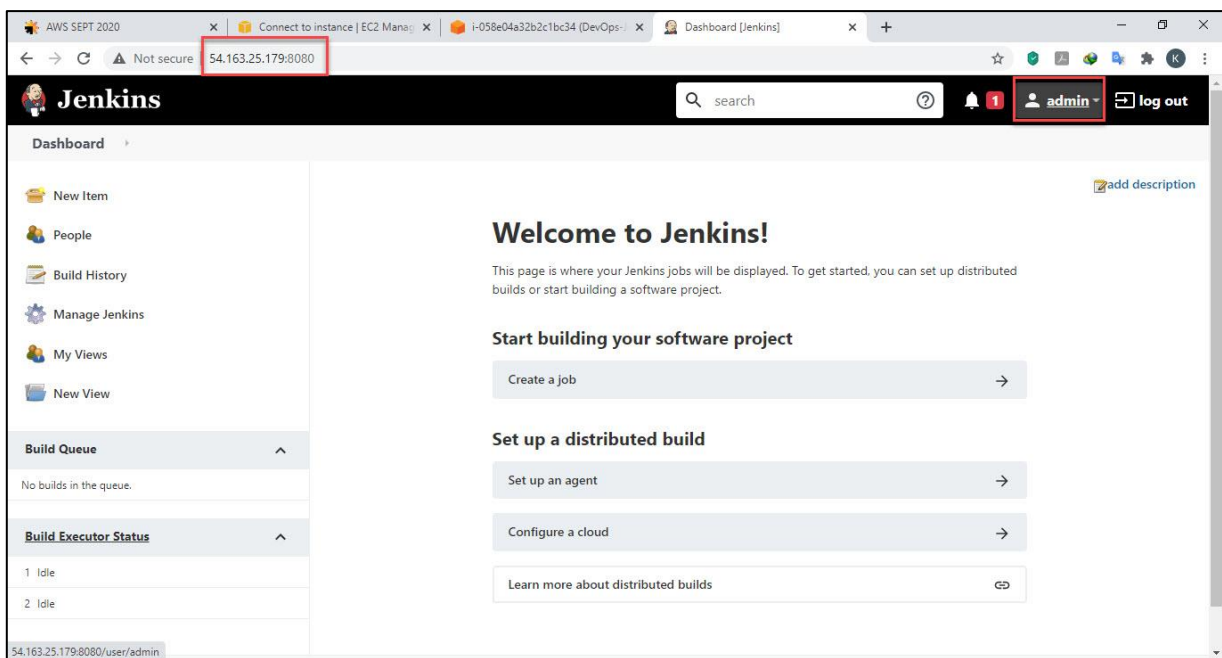 AWS SEPT 2020
Connect to instance | EC2 Manag
i-058e04a32b2c1bc34 (DevOps-J
Dashboard [Jenkins]
Not secure
54.163.25.179:8080
K
Jenkins
search
1
admin
log out
Dashboard
add description
New Item
People
Build History
Manage Jenkins
My Views
New View
Build Queue
No builds in the queue.
Build Executor Status
1 Idle
2 Idle
Welcome to Jenkins!
This page is where your Jenkins jobs will be displayed. To get started, you can set up distributed
builds or start building a software project.
Start building your software project
Create a job
Set up a distributed build
Set up an agent
Configure a cloud
Learn more about distributed builds
54.163.25.179:8080/user/admin